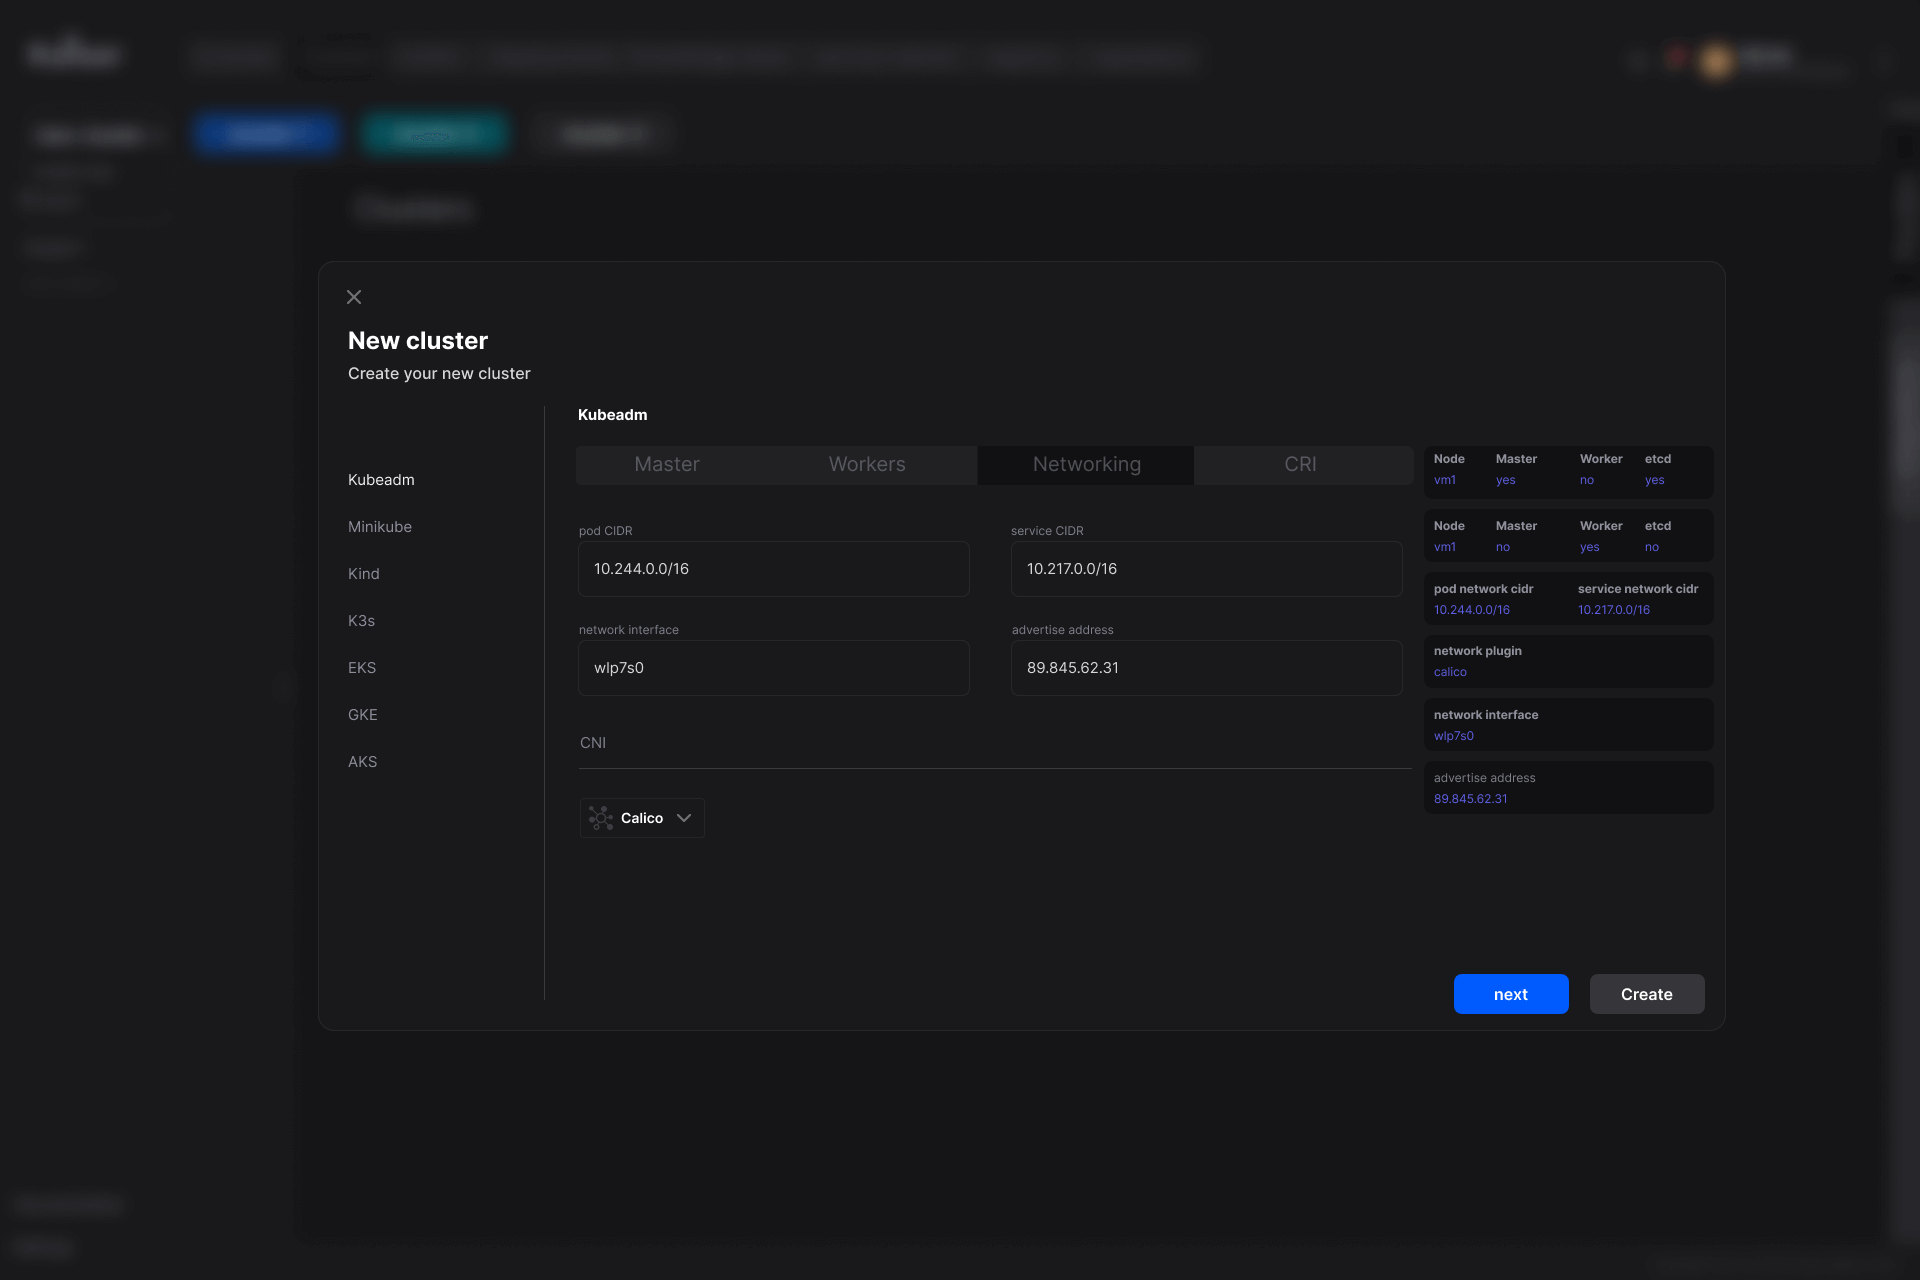 Clusters
New cluster
Create your new cluster
Kubeadm
Minikube
Kind
K3s
EKS
GKE
AKS
Kubeadm
Master Workers Networking CRI
pod CIDR service CIDR
10.244.0.0/16 10.217.0.0/16
network interface advertise address
wlp7s0 89.845.62.31
CNI
Calico
Node Master Worker etcd
vm1 yes no yes
Node Master Worker etcd
vm1 no yes no
pod network cidr service network cidr
10.244.0.0/16 10.217.0.0/16
network plugin
calico
network interface
wlp7s0
advertise address
89.845.62.31
next Create